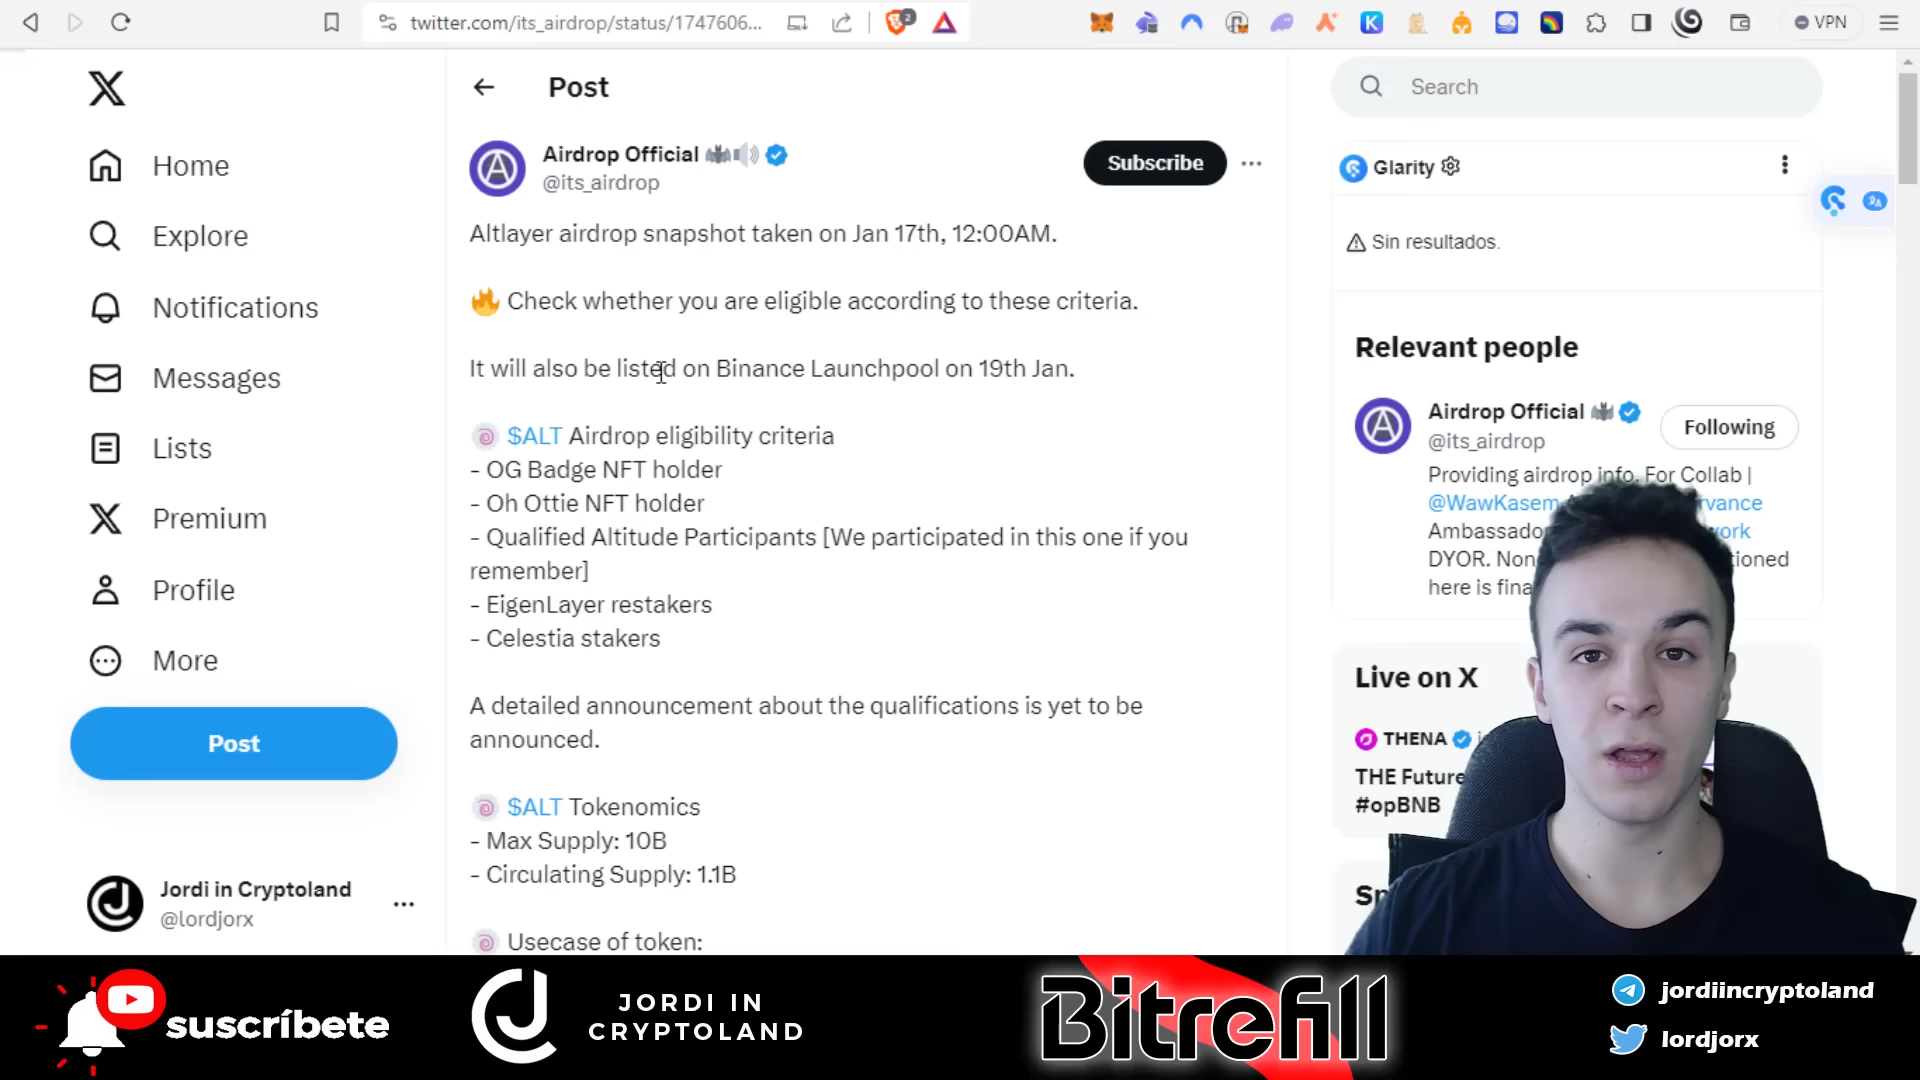 twitter.com/its_airdrop/status/1747606...
2
VPN
Home
Explore
Notifications
Messages
Lists
Premium
Profile
More
Post
Jordi in Cryptoland
@lordjorx
Post
Airdrop Official
@its_airdrop
Subscribe
Altlayer airdrop snapshot taken on Jan 17th, 12:00AM.
🔥 Check whether you are eligible according to these criteria.
It will also be listed on Binance Launchpool on 19th Jan.
$ALT Airdrop eligibility criteria
- OG Badge NFT holder
- Oh Ottie NFT holder
- Qualified Altitude Participants [We participated in this one if you
remember]
- EigenLayer restakers
- Celestia stakers
A detailed announcement about the qualifications is yet to be
announced.
$ALT Tokenomics
- Max Supply: 10B
- Circulating Supply: 1.1B
Usecase of token:
Search
Glarity
Sin resultados.
Relevant people
Airdrop Official
@its_airdrop
Following
Providing airdrop info. For Collab |
@WawKasem
Ambassador
DYOR.
here is
Live on X
THENA
THE Future
#opBNB
suscríbete
JORDI IN
CRYPTOLAND
Bitrefill
jordiincryptoland
lordjorx